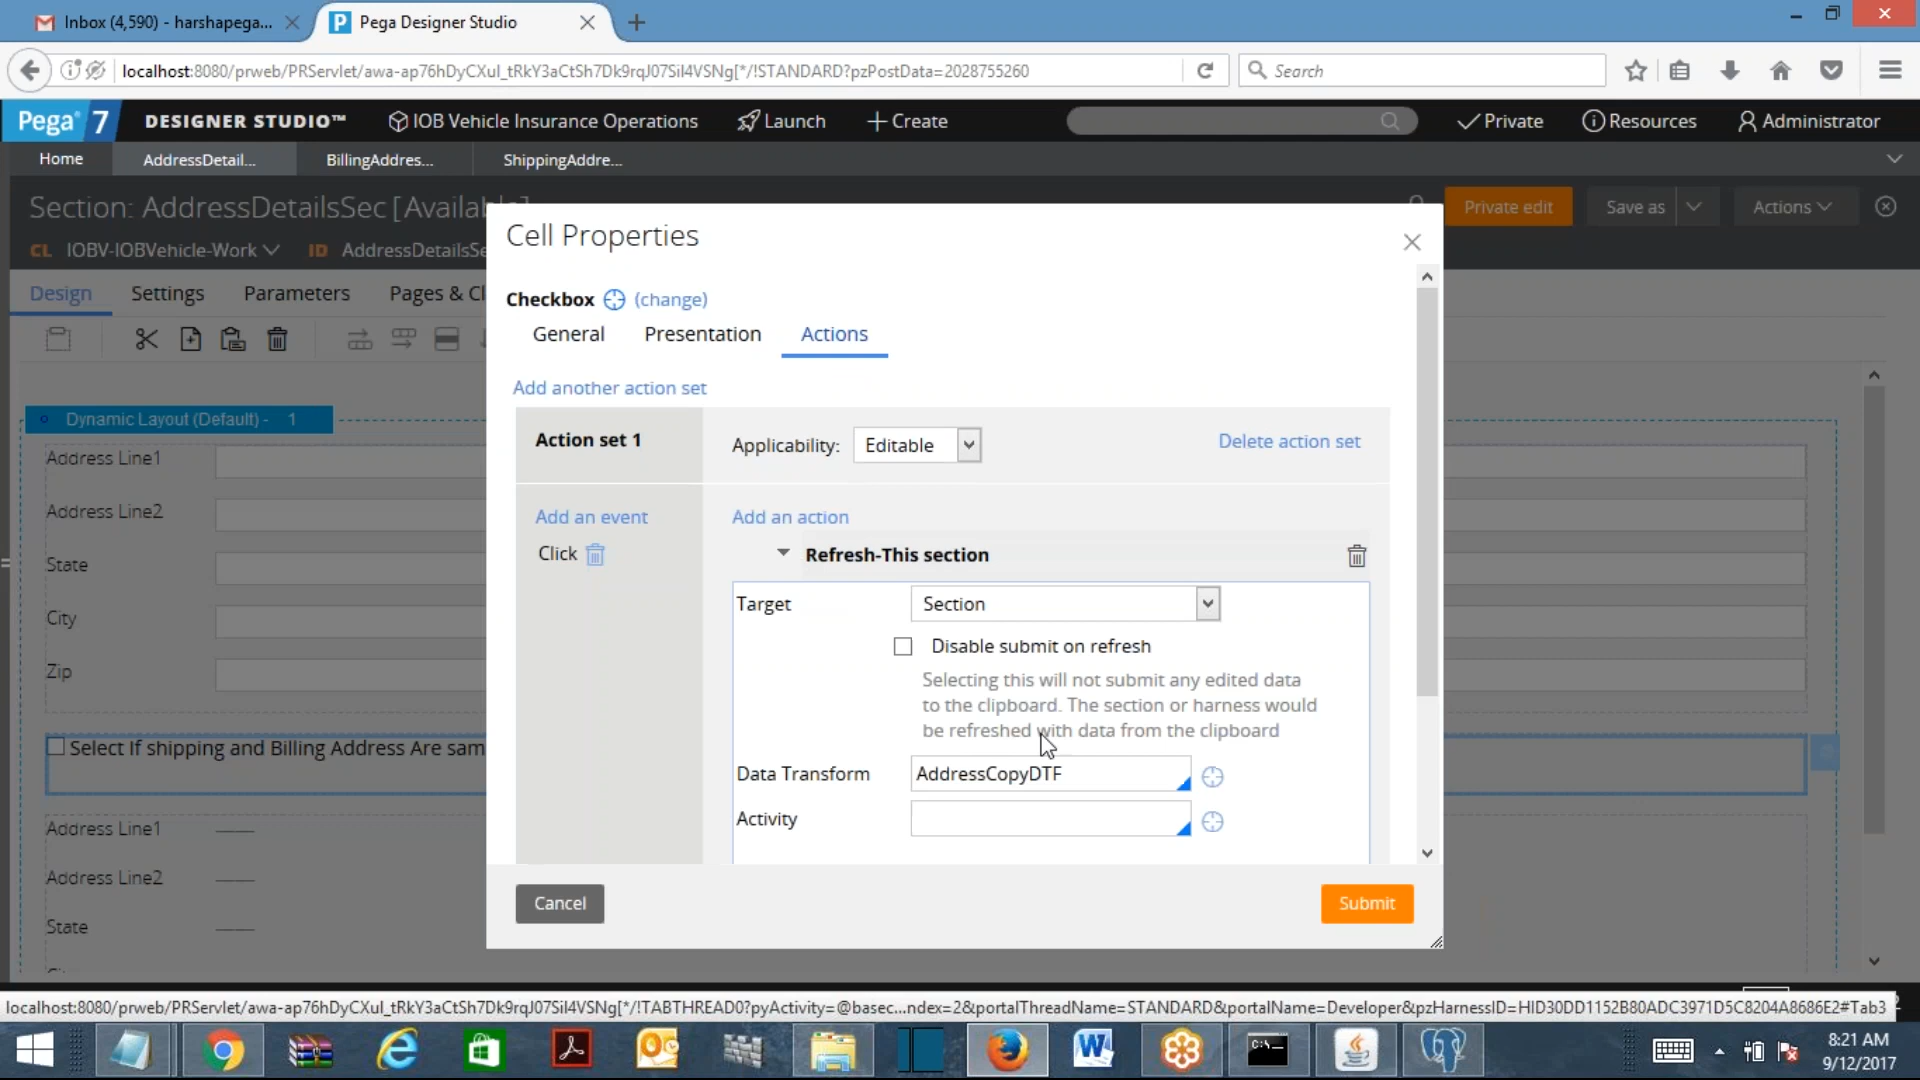 Inbox (4,590) - harshapega...
Pega Designer Studio
localhost:8080/prweb/PRServlet/awa-ap76hDyCXuI_tRkY3aCtSh7Dk9rqJ07SiI4VSNg[*/!STANDARD?pzPostData=2028755260
Search
Pega 7 DESIGNER STUDIO™ IOB Vehicle Insurance Operations Launch Create Private Resources Administrator
Home AddressDetail... BillingAddres... ShippingAddre...
Section: AddressDetailsSec [Available]
Private edit Save as Actions
CL IOBV-IOBVehicle-Work ID AddressDetailsSe
Design Settings Parameters Pages & Cl
Dynamic Layout (Default) - 1
Address Line1
Address Line2
State
City
Zip
Select If shipping and Billing Address Are sam
Address Line1
Address Line2
State
Cell Properties
Checkbox (change)
General Presentation Actions
Add another action set
Action set 1
Applicability: Editable
Delete action set
Add an event
Click
Add an action
Refresh-This section
Target Section
Disable submit on refresh
Selecting this will not submit any edited data
to the clipboard. The section or harness would
be refreshed with data from the clipboard
Data Transform AddressCopyDTF
Activity
Cancel Submit
localhost:8080/prweb/PRServlet/awa-ap76hDyCXuI_tRkY3aCtSh7Dk9rqJ07SiI4VSNg[*/!TABTHREAD0?pyActivity=@basec...ndex=2&portalThreadName=STANDARD&portalName=Developer&pzHarnessID=HID30DD1152B80ADC3971D5C8204A8686E2#Tab3
8:21 AM
9/12/2017